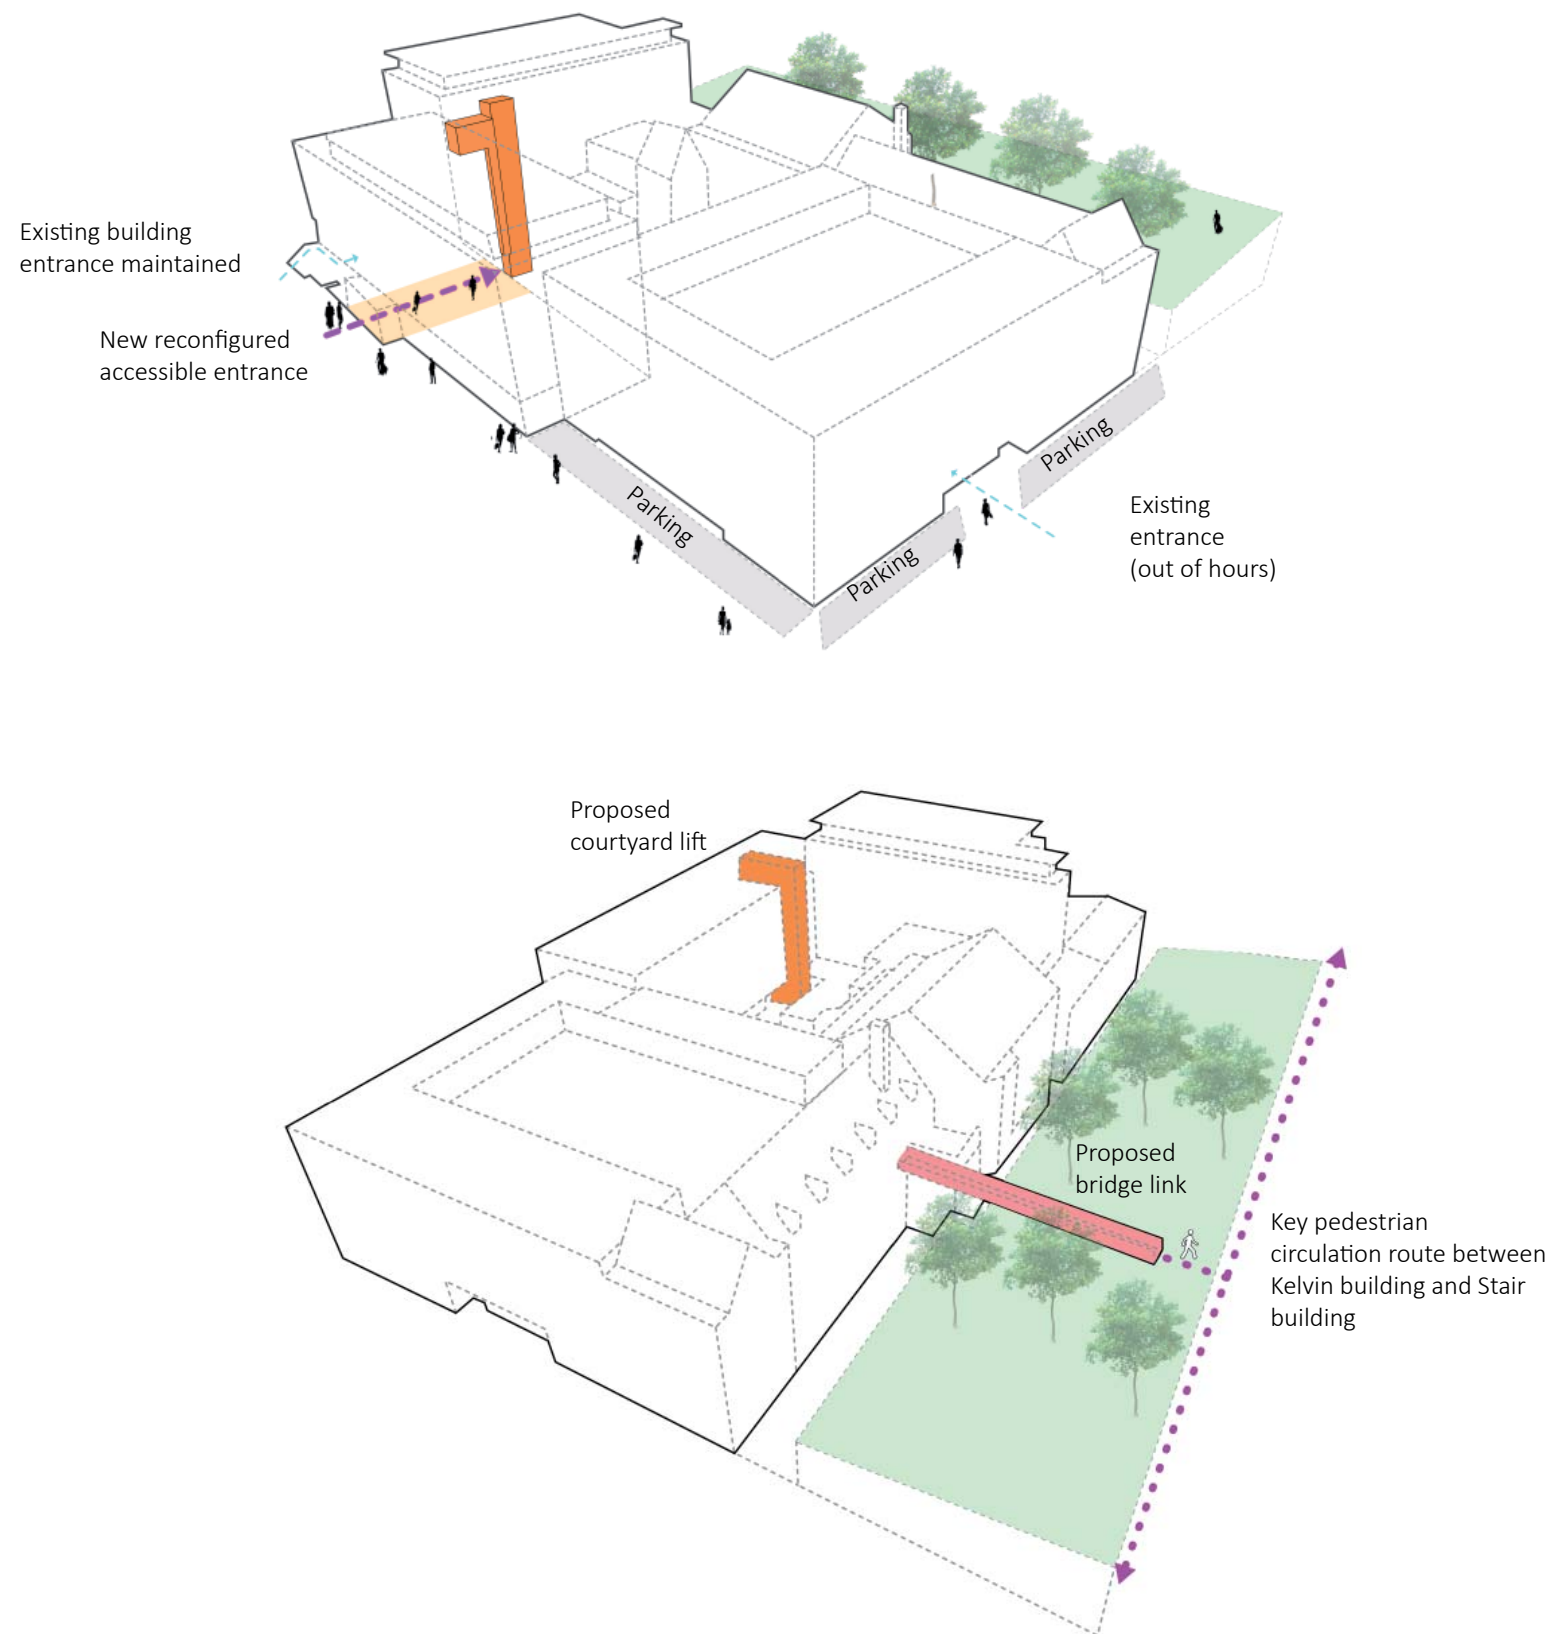 Existing building
entrance maintained
New reconfigured
accessible entrance
Parking
Parking
Parking
Existing
entrance
(out of hours)
Proposed
courtyard lift
Proposed
bridge link
Key pedestrian
circulation route between
Kelvin building and Stair
building